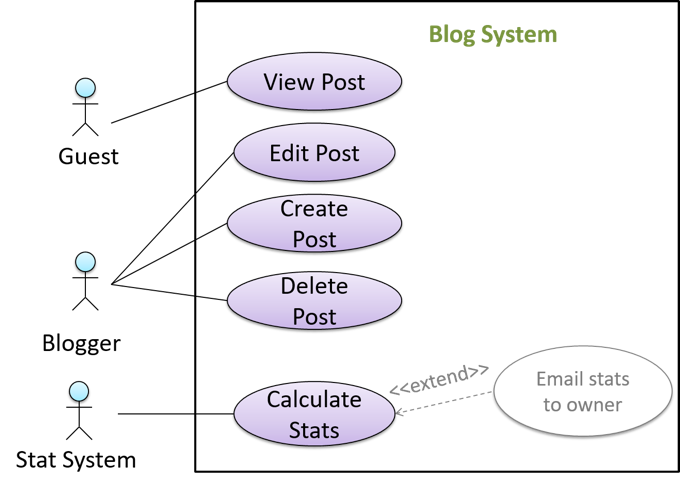 Blog System
View Post
Guest
Edit Post
Create
Post
Delete
Post
Blogger
<<extend>>
Email stats
to owner
Calculate
Stats
Stat System